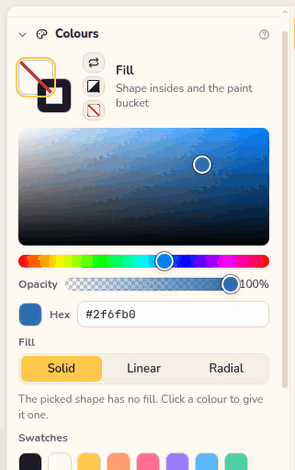 Colours
Fill
Shape insides and the paint
bucket
Opacity 100%
Hex #2f6fb0
Fill
Solid Linear Radial
The picked shape has no fill. Click a colour to give
it one.
Swatches